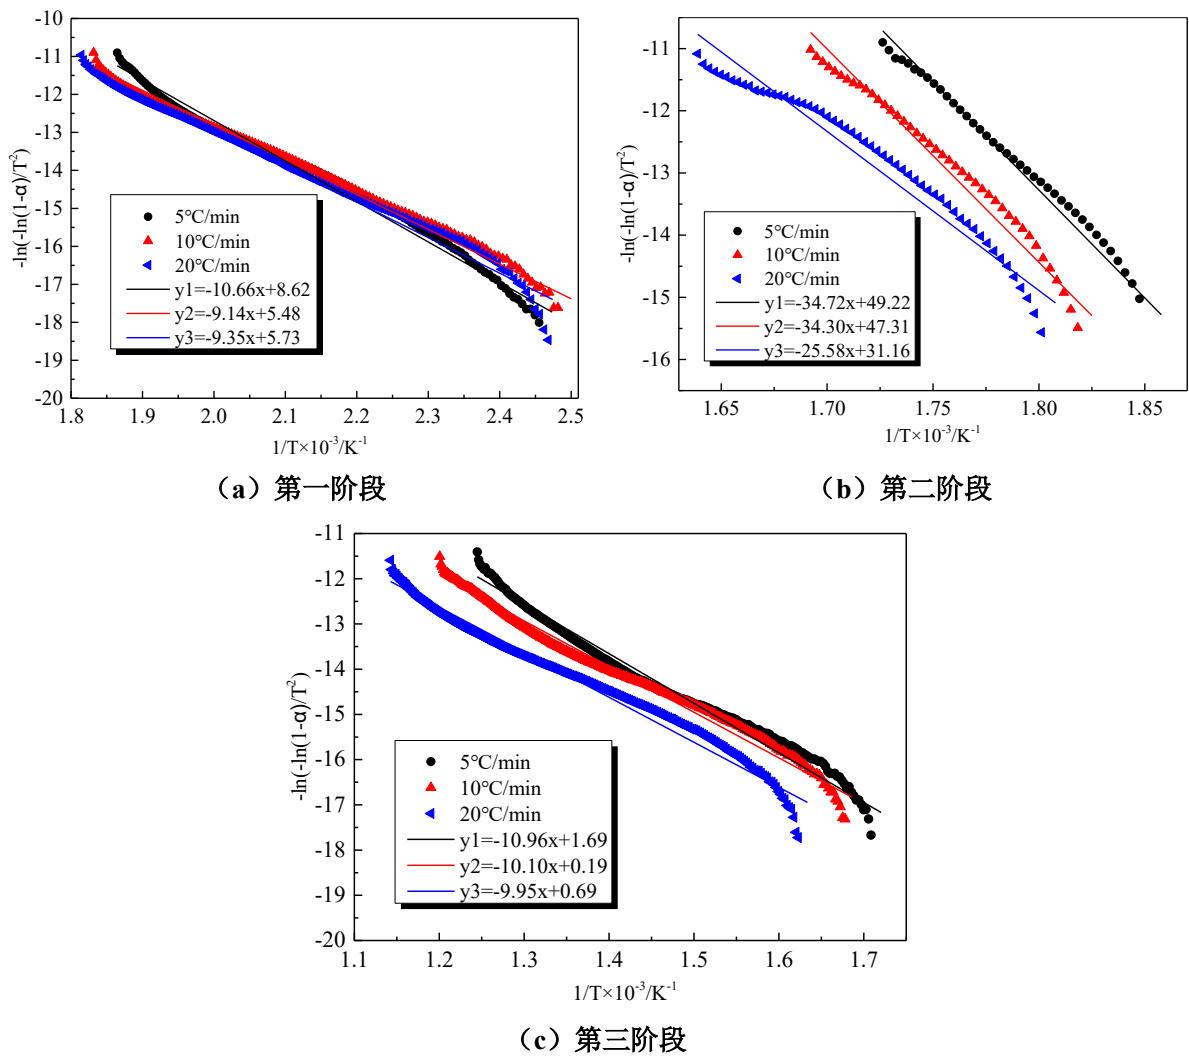 -10
-11
-12
-13
-14
-15
-16
-17
-18
-19
-20
-ln(-ln(1-α)/T²)
5℃/min
10℃/min
20℃/min
y1=-10.66x+8.62
y2=-9.14x+5.48
y3=-9.35x+5.73
1.8 1.9 2.0 2.1 2.2 2.3 2.4 2.5
1/T×10⁻³/K⁻¹
（a）第一阶段
-11
-12
-13
-14
-15
-16
-ln(-ln(1-α)/T²)
5℃/min
10℃/min
20℃/min
y1=-34.72x+49.22
y2=-34.30x+47.31
y3=-25.58x+31.16
1.65 1.70 1.75 1.80 1.85
1/T×10⁻³/K⁻¹
（b）第二阶段
-11
-12
-13
-14
-15
-16
-17
-18
-19
-20
-ln(-ln(1-α)/T²)
5℃/min
10℃/min
20℃/min
y1=-10.96x+1.69
y2=-10.10x+0.19
y3=-9.95x+0.69
1.1 1.2 1.3 1.4 1.5 1.6 1.7
1/T×10⁻³/K⁻¹
（c）第三阶段